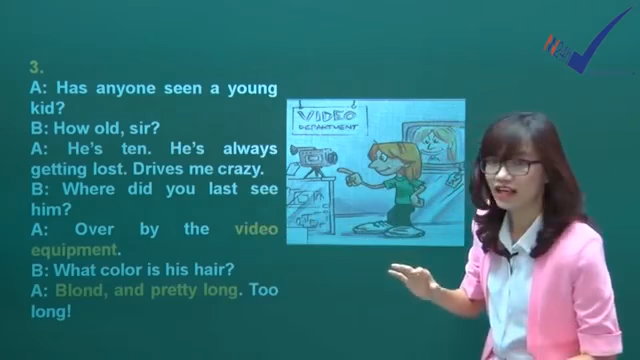 3.
A: Has anyone seen a young
kid?
B: How old, sir?
A: He's ten. He's always
getting lost. Drives me crazy.
B: Where did you last see
him?
A: Over by the video
equipment.
B: What color is his hair?
A: Blond, and pretty long. Too
long!
VIDEO
DEPARTMENT